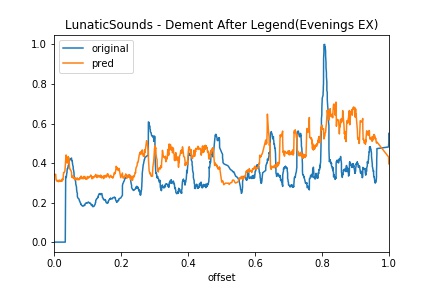 LunaticSounds - Dement After Legend(Evenings EX)
original
pred
1.0
0.8
0.6
0.4
0.2
0.0
0.0 0.2 0.4 0.6 0.8 1.0
offset